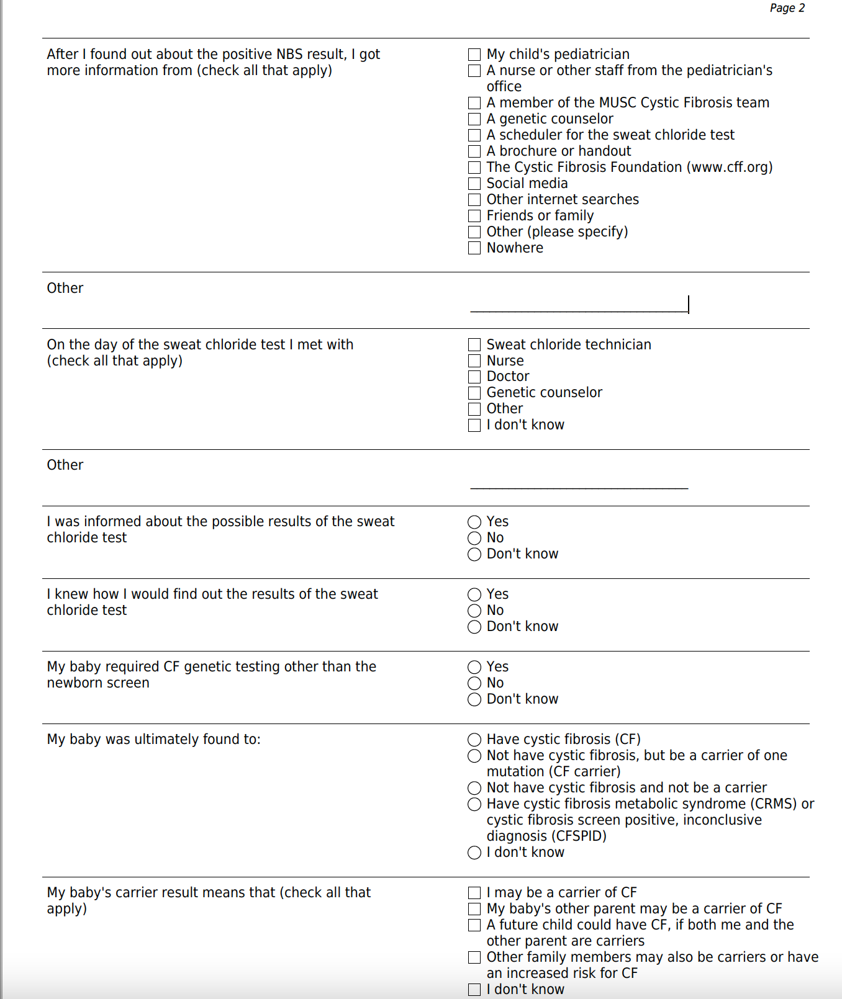 Page 2
After I found out about the positive NBS result, I got
more information from (check all that apply)
My child's pediatrician
A nurse or other staff from the pediatrician's
office
A member of the MUSC Cystic Fibrosis team
A genetic counselor
A scheduler for the sweat chloride test
A brochure or handout
The Cystic Fibrosis Foundation (www.cff.org)
Social media
Other internet searches
Friends or family
Other (please specify)
Nowhere
Other
On the day of the sweat chloride test I met with
(check all that apply)
Sweat chloride technician
Nurse
Doctor
Genetic counselor
Other
I don't know
Other
I was informed about the possible results of the sweat
chloride test
Yes
No
Don't know
I knew how I would find out the results of the sweat
chloride test
Yes
No
Don't know
My baby required CF genetic testing other than the
newborn screen
Yes
No
Don't know
My baby was ultimately found to:
Have cystic fibrosis (CF)
Not have cystic fibrosis, but be a carrier of one
mutation (CF carrier)
Not have cystic fibrosis and not be a carrier
Have cystic fibrosis metabolic syndrome (CRMS) or
cystic fibrosis screen positive, inconclusive
diagnosis (CFSPID)
I don't know
My baby's carrier result means that (check all that
apply)
I may be a carrier of CF
My baby's other parent may be a carrier of CF
A future child could have CF, if both me and the
other parent are carriers
Other family members may also be carriers or have
an increased risk for CF
I don't know